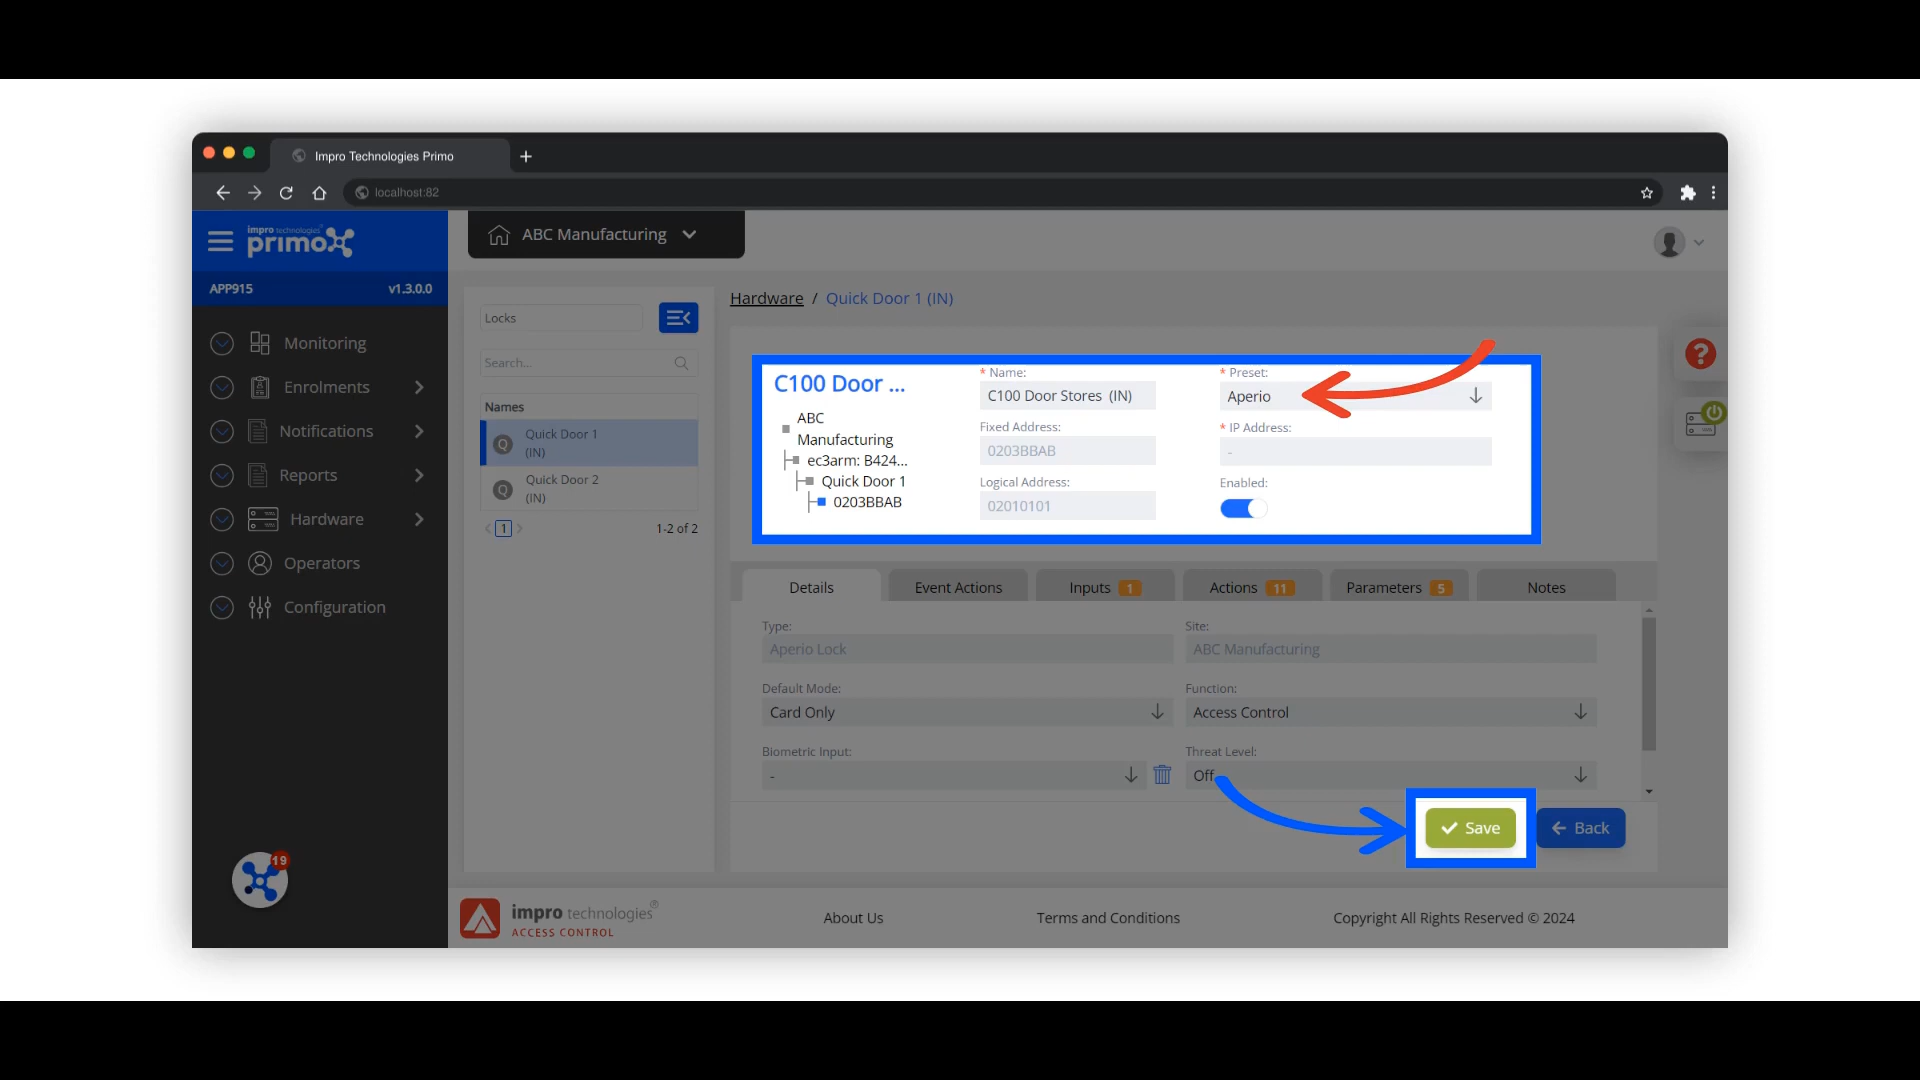 Impro Technologies Primo
localhost:82
impro technologies
primo
ABC Manufacturing
APP915 v1.3.0.0
Monitoring
Enrolments
Notifications
Reports
Hardware
Operators
Configuration
19
Locks
Search...
Names
Q Quick Door 1
(IN)
Q Quick Door 2
(IN)
1
1-2 of 2
Hardware / Quick Door 1 (IN)
C100 Door ...
ABC
Manufacturing
ec3arm: B424...
Quick Door 1
0203BBAB
* Name:
C100 Door Stores (IN)
Fixed Address:
0203BBAB
Logical Address:
02010101
* Preset:
Aperio
* IP Address:
-
Enabled:
?
Details Event Actions Inputs 1 Actions 11 Parameters 5 Notes
Type:
Aperio Lock
Site:
ABC Manufacturing
Default Mode:
Card Only
Function:
Access Control
Biometric Input:
-
Threat Level:
Off
Save Back
impro technologies®
ACCESS CONTROL
About Us Terms and Conditions Copyright All Rights Reserved © 2024